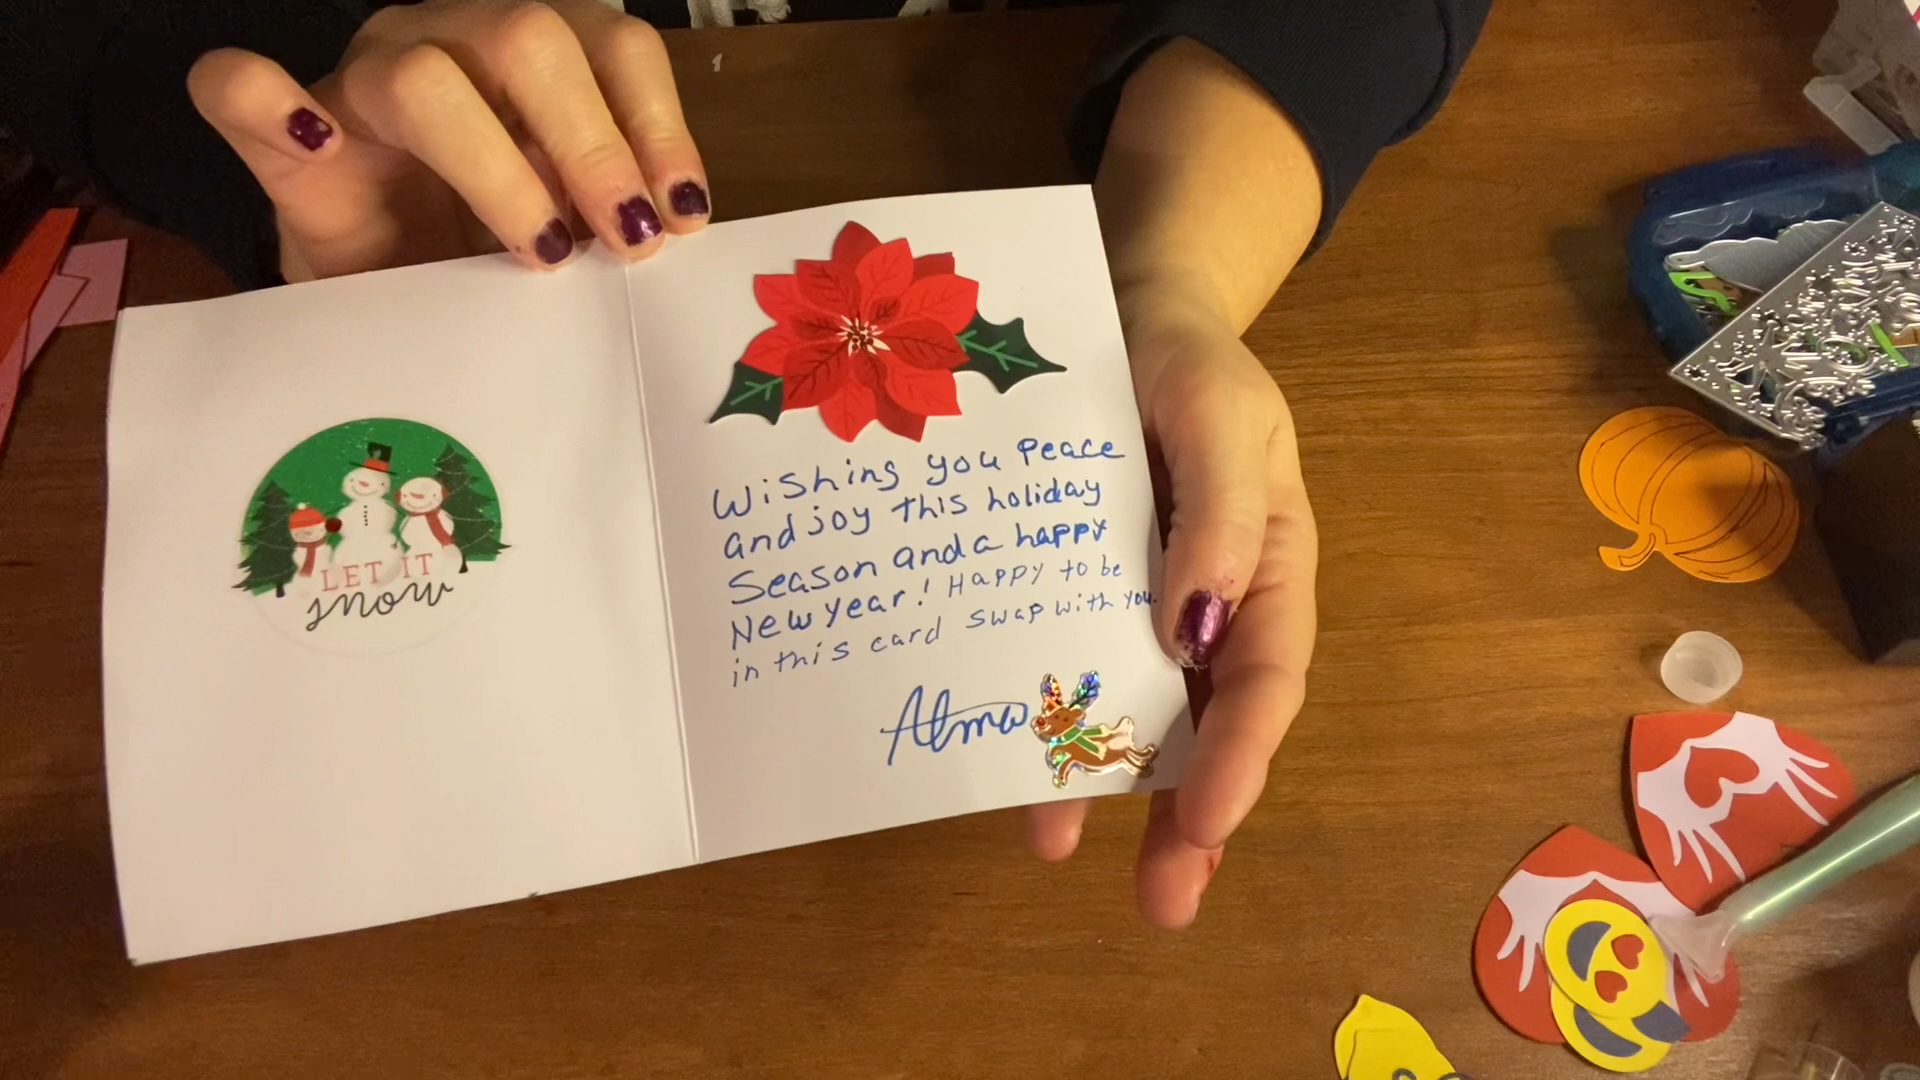 LET IT
snow
Wishing you Peace
and joy this holiday
Season and a happy
New year! Happy to be
in this card swap with you.
Alma